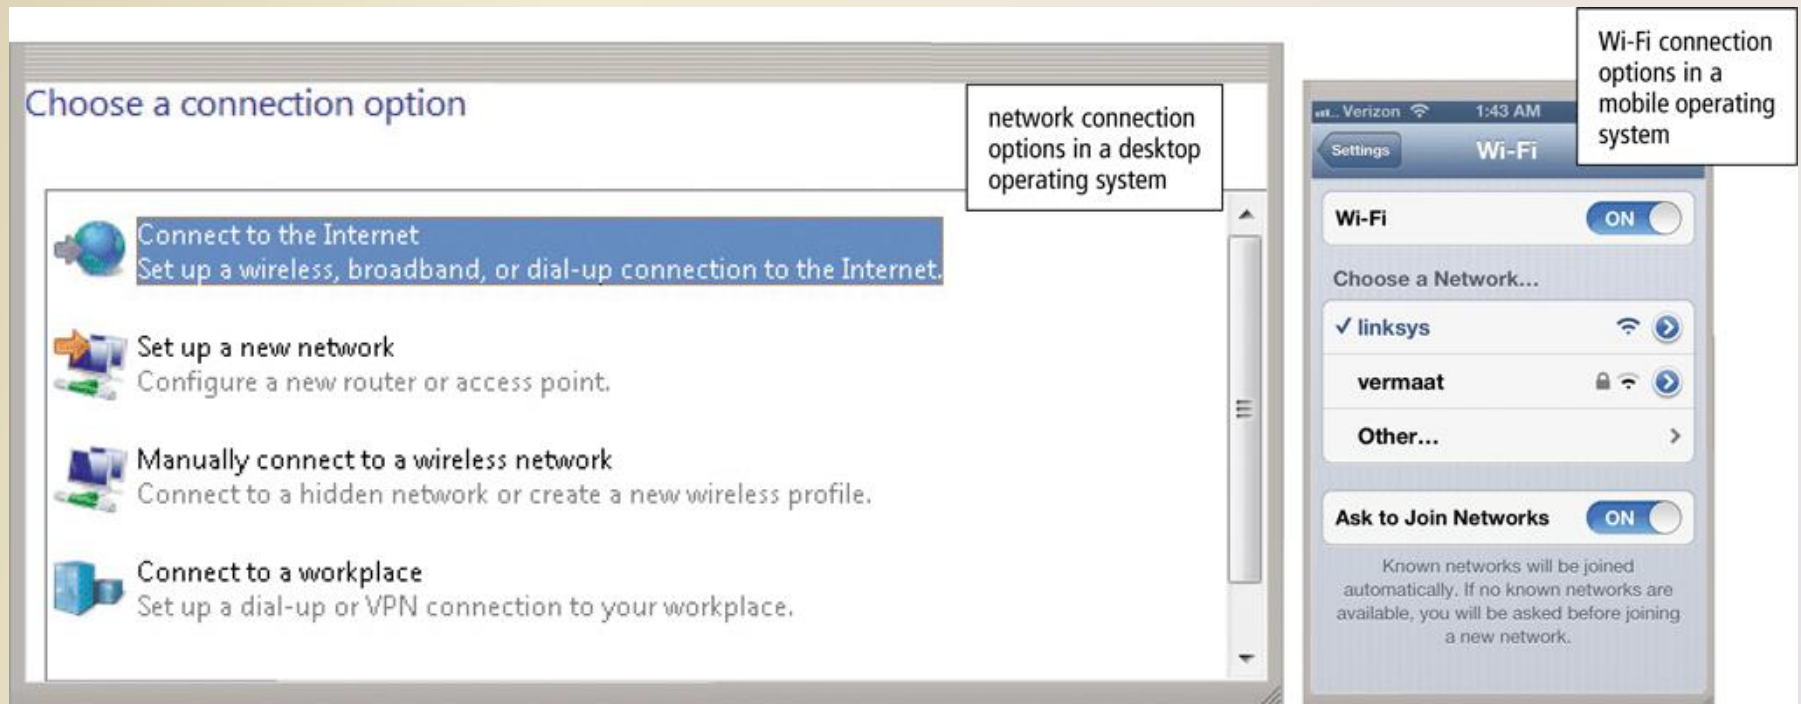 Choose a connection option
network connection
options in a desktop
operating system
Connect to the Internet
Set up a wireless, broadband, or dial-up connection to the Internet.
Set up a new network
Configure a new router or access point.
Manually connect to a wireless network
Connect to a hidden network or create a new wireless profile.
Connect to a workplace
Set up a dial-up or VPN connection to your workplace.
Wi-Fi connection
options in a
mobile operating
system
Verizon 1:43 AM
Settings Wi-Fi
Wi-Fi ON
Choose a Network...
✓ linksys
vermaat
Other...
Ask to Join Networks ON
Known networks will be joined
automatically. If no known networks are
available, you will be asked before joining
a new network.